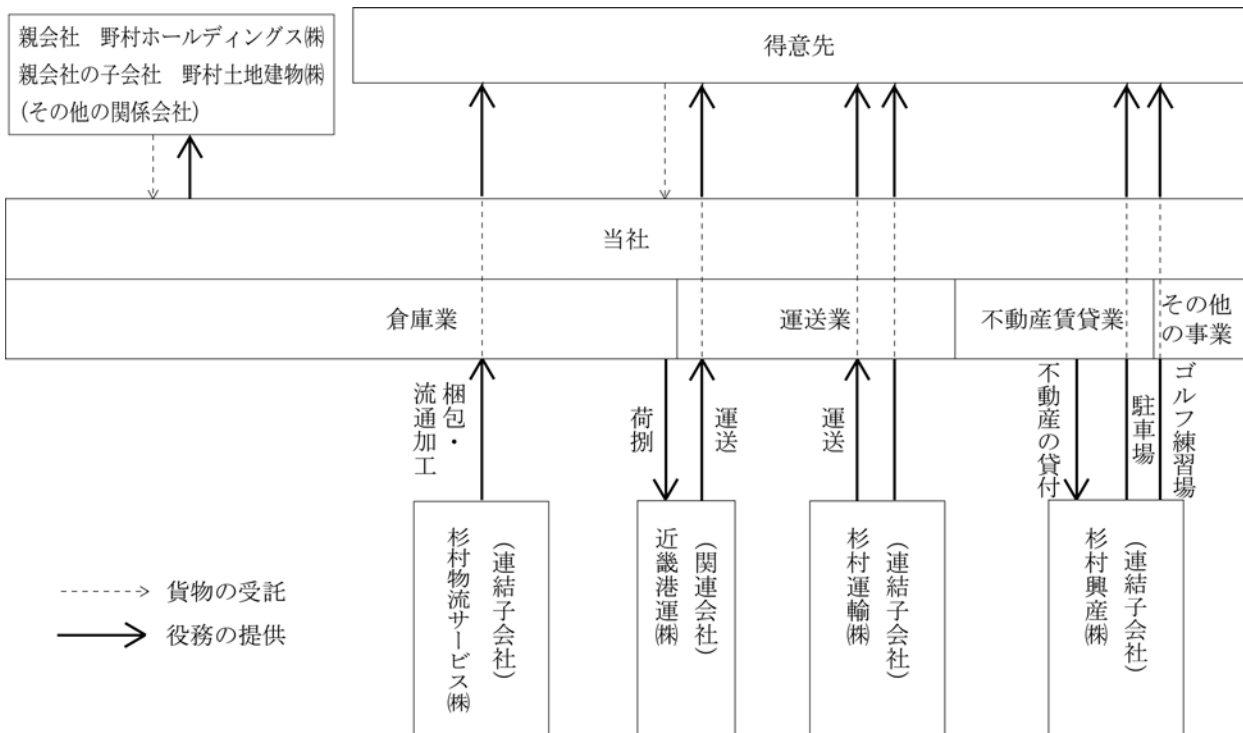 親会社 野村ホールディングス㈱
親会社の子会社 野村土地建物㈱
(その他の関係会社)
得意先
当社
倉庫業
運送業
不動産賃貸業
その他
の事業
梱包・
流通加工
荷捌
運送
運送
不動産の貸付
駐車場
ゴルフ練習場
(連結子会社)
杉村物流サービス㈱
(関連会社)
近畿港運㈱
(連結子会社)
杉村運輸㈱
(連結子会社)
杉村興産㈱
貨物の受託
役務の提供